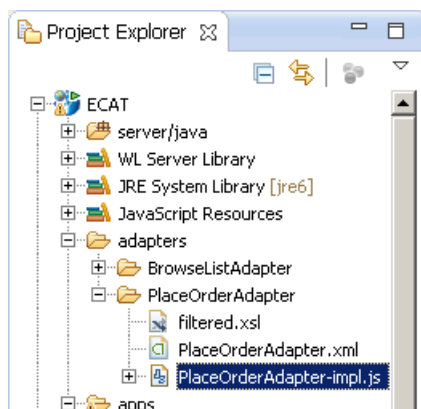 Project Explorer
ECAT
server/java
WL Server Library
JRE System Library [jre6]
JavaScript Resources
adapters
BrowseListAdapter
PlaceOrderAdapter
filtered.xsl
PlaceOrderAdapter.xml
PlaceOrderAdapter-impl.js
apps